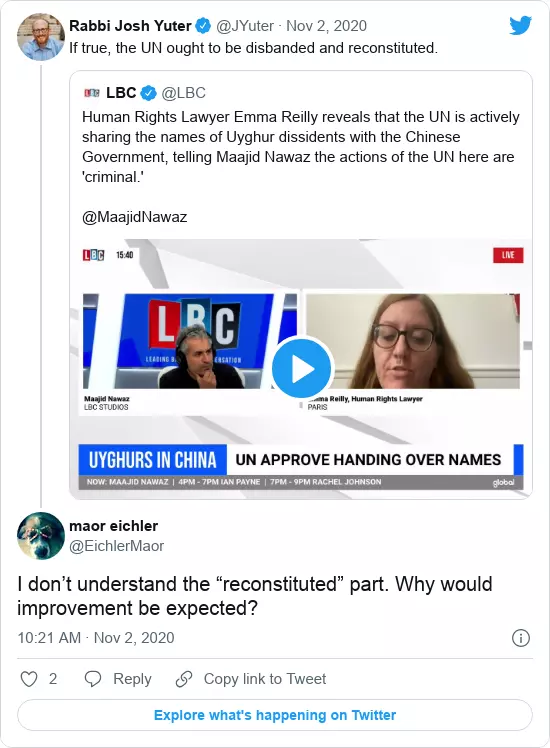 Rabbi Josh Yuter @JYuter · Nov 2, 2020
If true, the UN ought to be disbanded and reconstituted.
LBC LBC @LBC
Human Rights Lawyer Emma Reilly reveals that the UN is actively
sharing the names of Uyghur dissidents with the Chinese
Government, telling Maajid Nawaz the actions of the UN here are
'criminal.'
@MaajidNawaz
LBC 15:40 LIVE
LBC
LEADING
Maajid Nawaz
LBC STUDIOS
Emma Reilly, Human Rights Lawyer
PARIS
UYGHURS IN CHINA UN APPROVE HANDING OVER NAMES
NOW: MAAJID NAWAZ | 4PM - 7PM IAN PAYNE | 7PM - 9PM RACHEL JOHNSON global
maor eichler
@EichlerMaor
I don’t understand the “reconstituted” part. Why would
improvement be expected?
10:21 AM · Nov 2, 2020
2 Reply Copy link to Tweet
Explore what's happening on Twitter